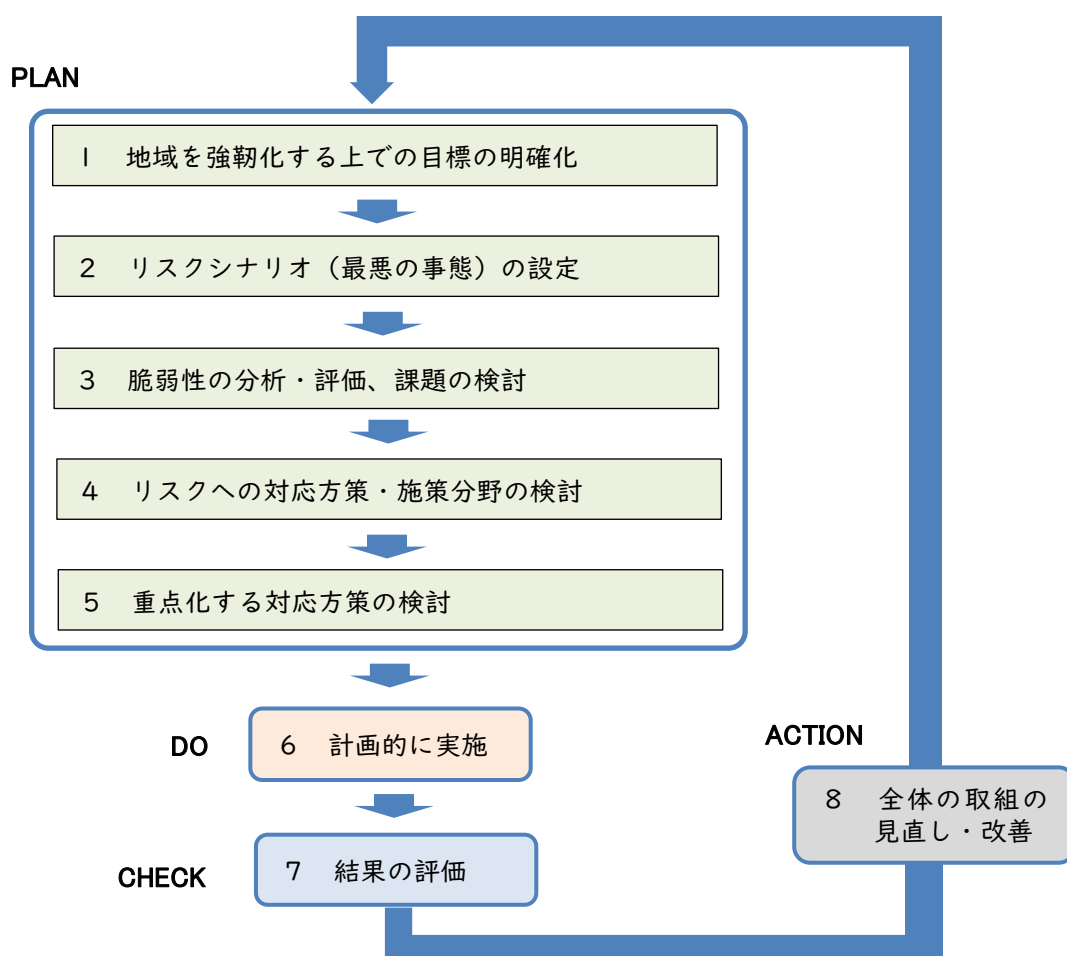 PLAN
1 地域を強靭化する上での目標の明確化
2 リスクシナリオ（最悪の事態）の設定
3 脆弱性の分析・評価、課題の検討
4 リスクへの対応方策・施策分野の検討
5 重点化する対応方策の検討
DO
6 計画的に実施
CHECK
7 結果の評価
ACTION
8 全体の取組の
見直し・改善